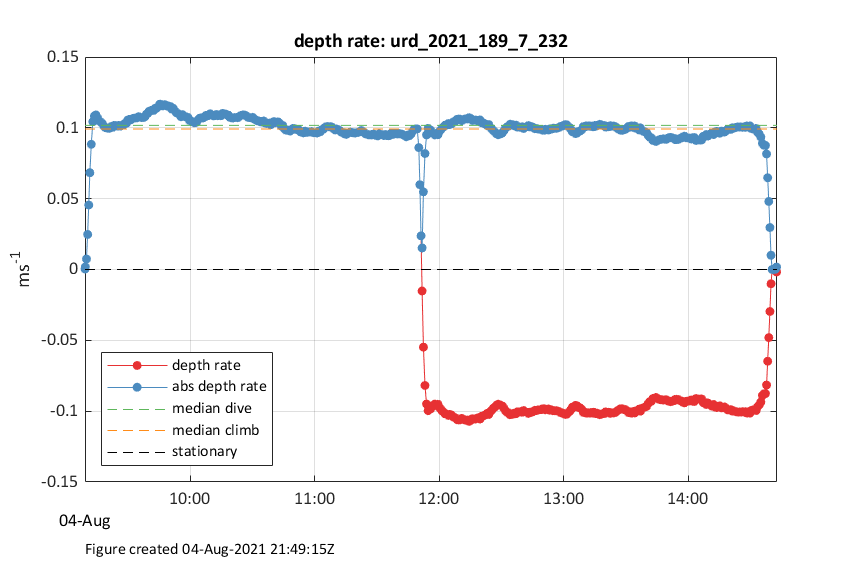 depth rate: urd_2021_189_7_232
0.15
0.1
0.05
0
-0.05
-0.1
-0.15
ms⁻¹
depth rate
abs depth rate
median dive
median climb
stationary
10:00 11:00 12:00 13:00 14:00
04-Aug
Figure created 04-Aug-2021 21:49:15Z